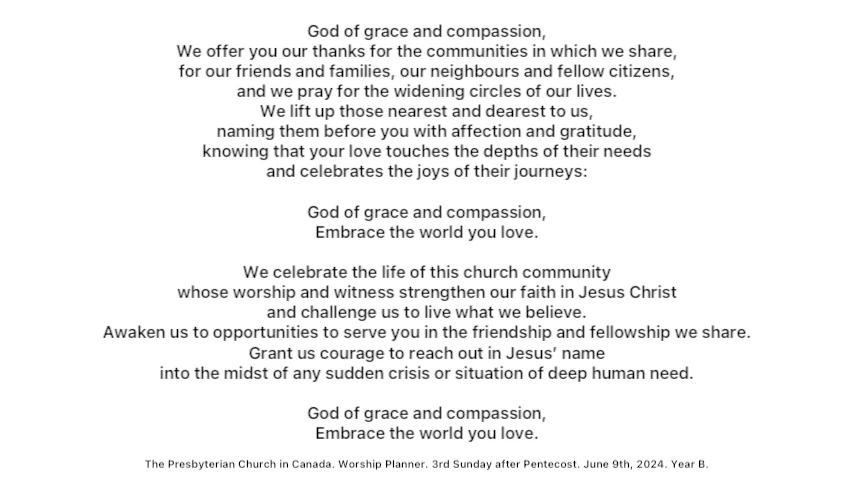 God of grace and compassion,
We offer you our thanks for the communities in which we share,
for our friends and families, our neighbours and fellow citizens,
and we pray for the widening circles of our lives.
We lift up those nearest and dearest to us,
naming them before you with affection and gratitude,
knowing that your love touches the depths of their needs
and celebrates the joys of their journeys:
God of grace and compassion,
Embrace the world you love.
We celebrate the life of this church community
whose worship and witness strengthen our faith in Jesus Christ
and challenge us to live what we believe.
Awaken us to opportunities to serve you in the friendship and fellowship we share.
Grant us courage to reach out in Jesus’ name
into the midst of any sudden crisis or situation of deep human need.
God of grace and compassion,
Embrace the world you love.
The Presbyterian Church in Canada. Worship Planner. 3rd Sunday after Pentecost. June 9th, 2024. Year B.